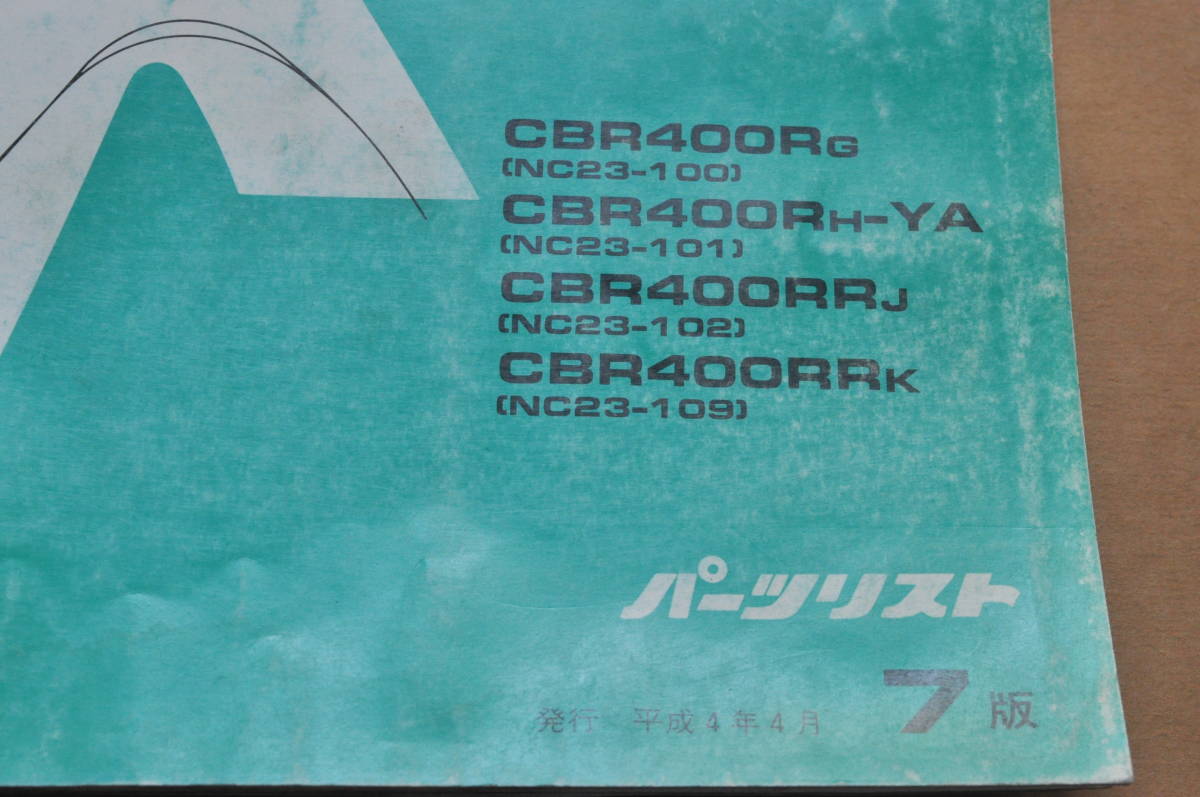 CBR400RG
(NC23-100)
CBR400RH-YA
(NC23-101)
CBR400RRJ
(NC23-102)
CBR400RRK
(NC23-109)
パーツリスト
発行 平成4年4月 7版